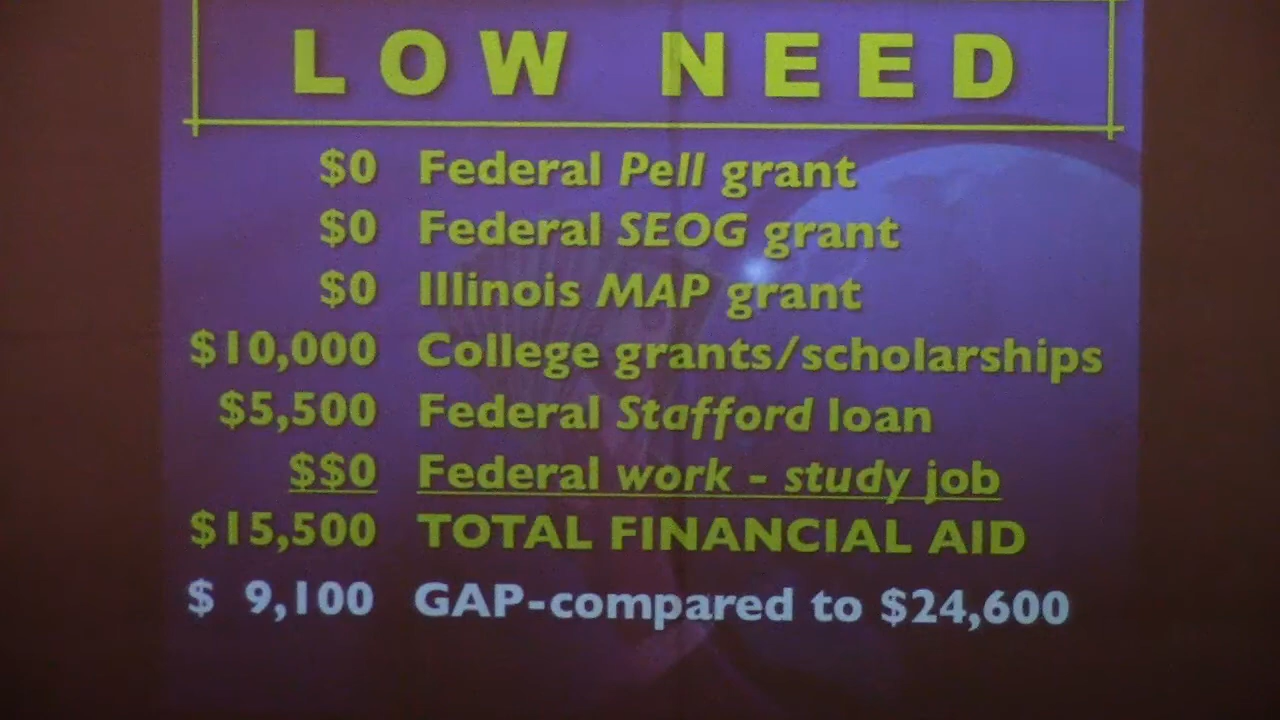 LOW NEED
$0 Federal Pell grant
$0 Federal SEOG grant
$0 Illinois MAP grant
$10,000 College grants/scholarships
$5,500 Federal Stafford loan
$$0 Federal work - study job
$15,500 TOTAL FINANCIAL AID
$ 9,100 GAP-compared to $24,600